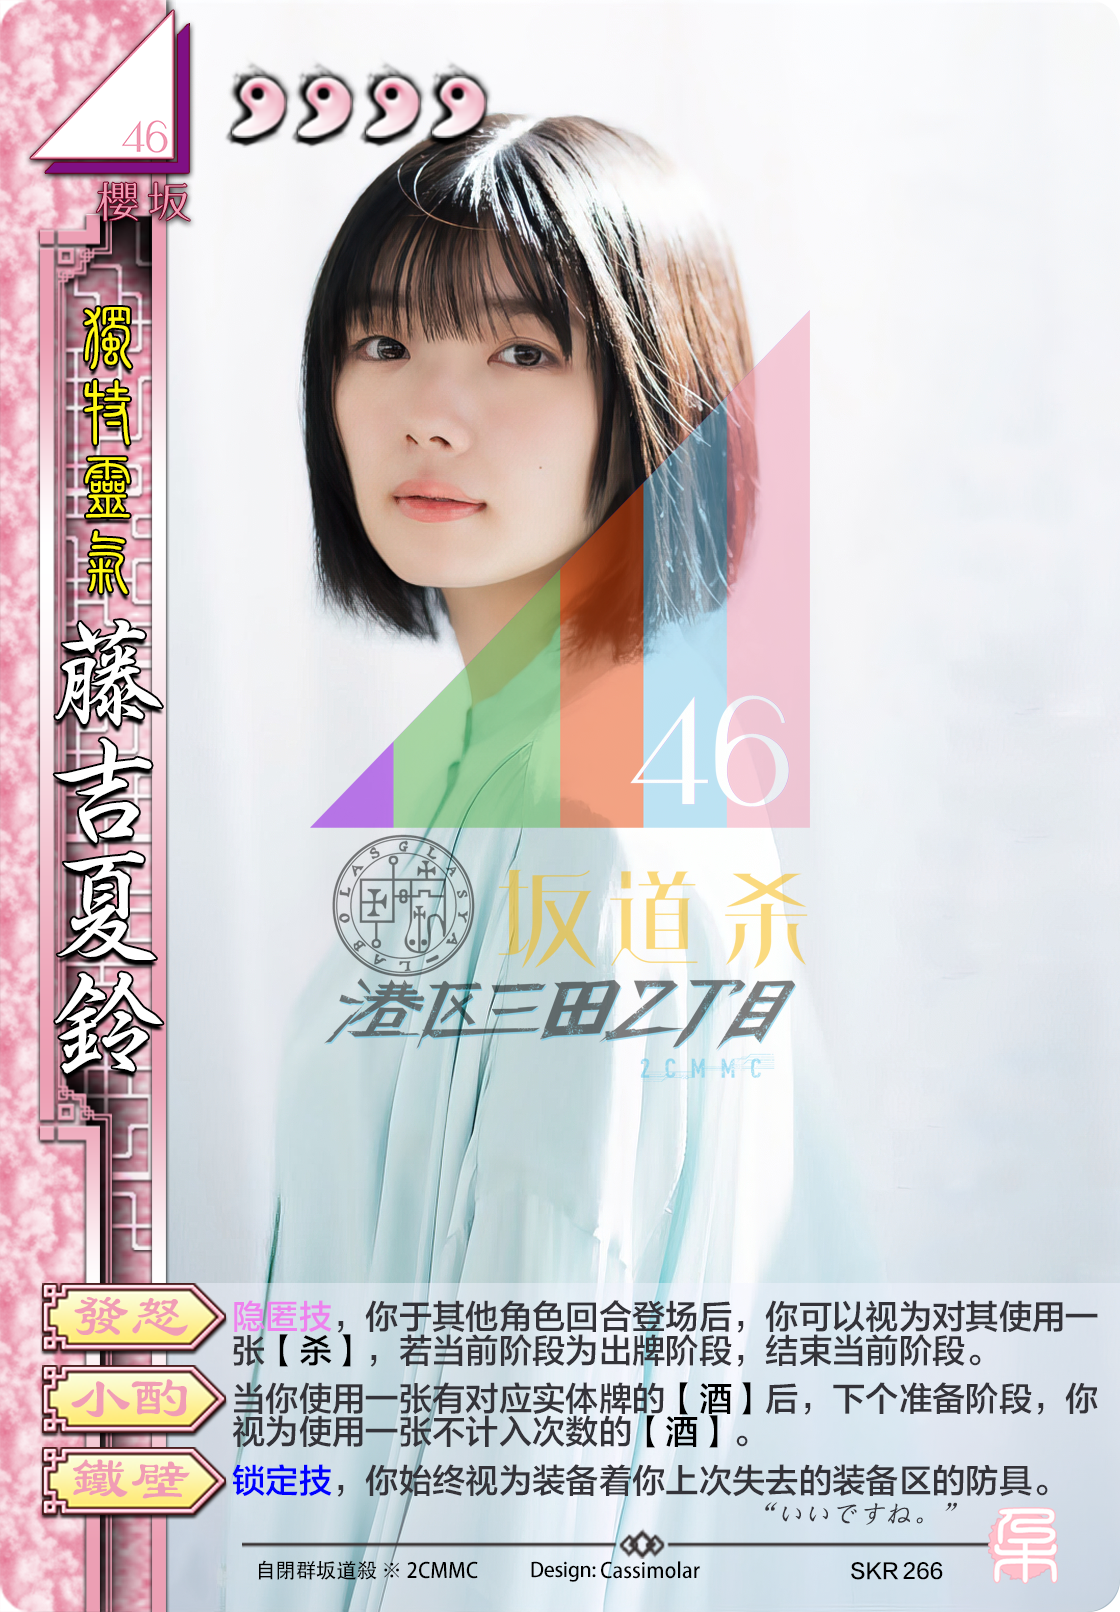 46
櫻坂
獨特靈氣
藤吉夏鈴
46
GLASYA-LABOLAS
坂道杀
港区三田2丁目
2CMMC
發怒
隐匿技，你于其他角色回合登场后，你可以视为对其使用一
张【杀】，若当前阶段为出牌阶段，结束当前阶段。
小酌
当你使用一张有对应实体牌的【酒】后，下个准备阶段，你
视为使用一张不计入次数的【酒】。
鐵壁
锁定技，你始终视为装备着你上次失去的装备区的防具。
“いいですね。”
自閉群坂道殺 ※ 2CMMC
Design: Cassimolar
SKR 266